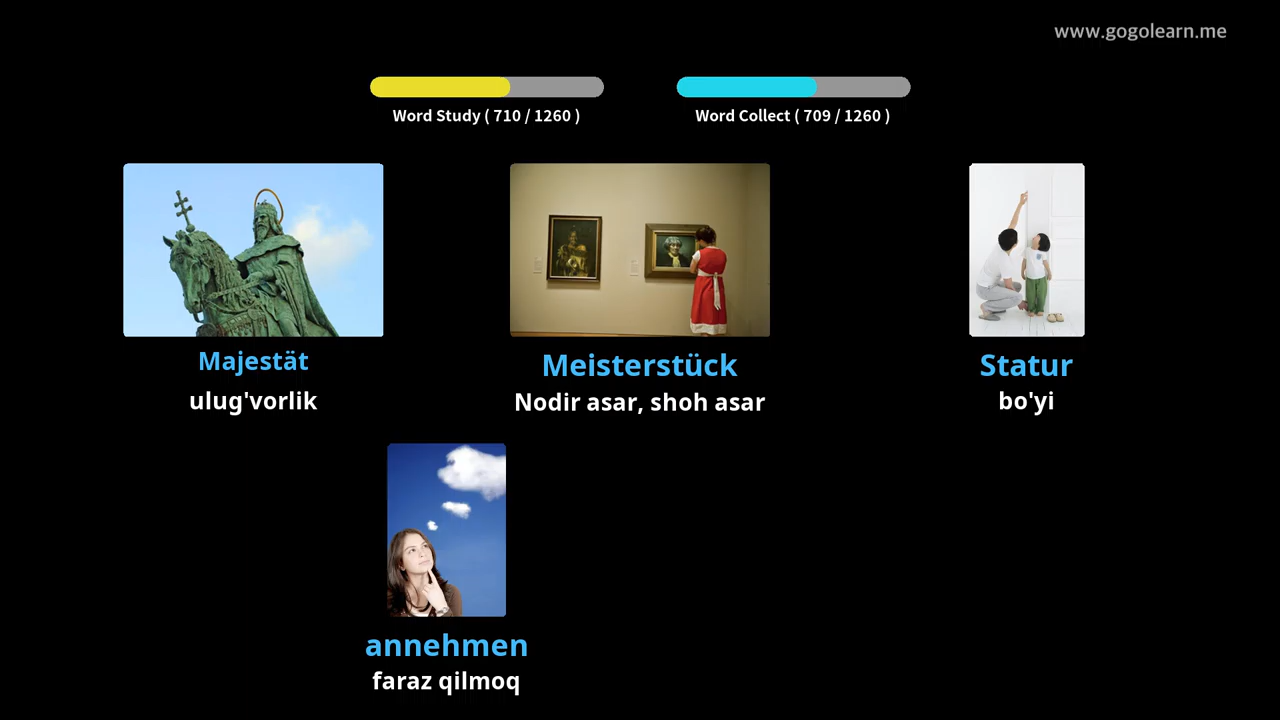 www.gogolearn.me
Word Study ( 710 / 1260 )
Word Collect ( 709 / 1260 )
Majestät
ulug'vorlik
Meisterstück
Nodir asar, shoh asar
Statur
bo'yi
annehmen
faraz qilmoq